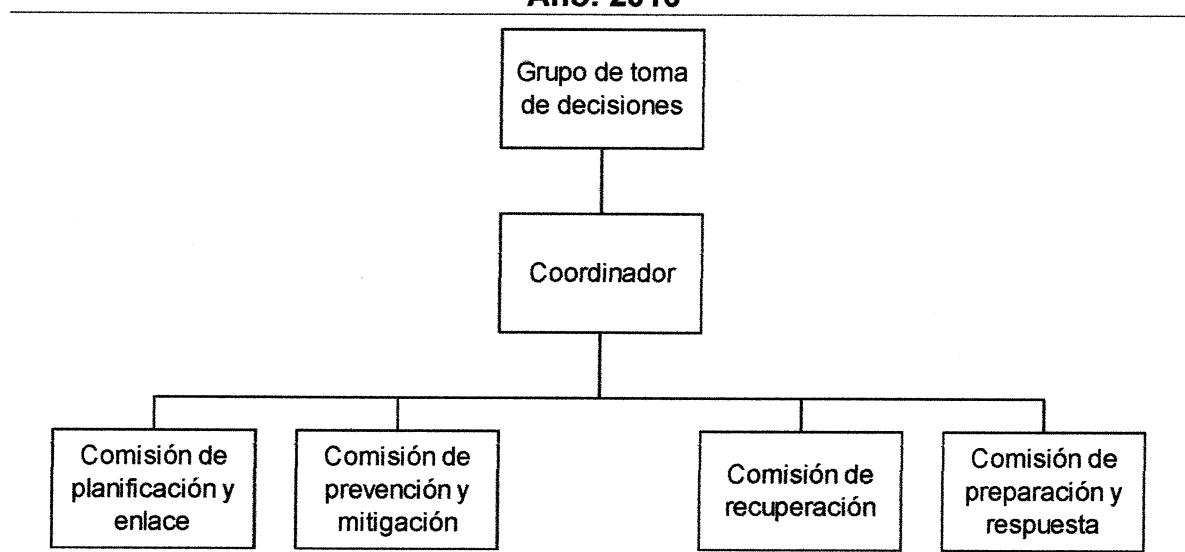 Grupo de toma
de decisiones
Coordinador
Comisión de
planificación y
enlace
Comisión de
prevención y
mitigación
Comisión de
recuperación
Comisión de
preparación y
respuesta